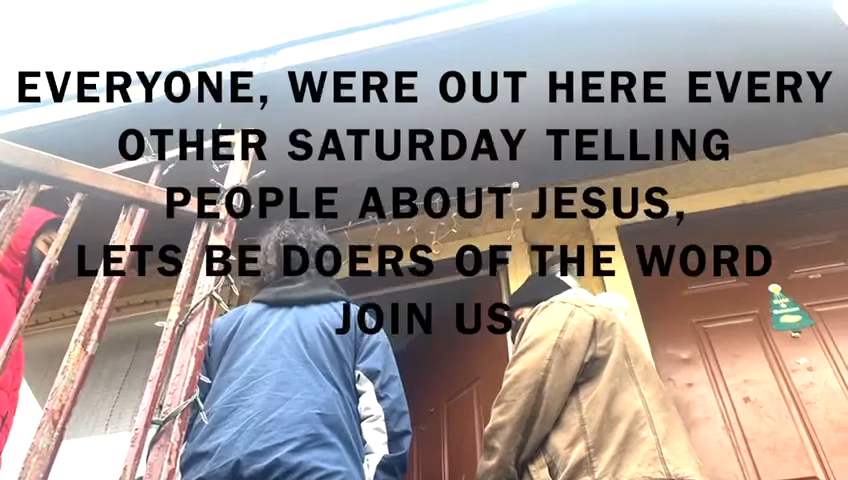 EVERYONE, WERE OUT HERE EVERY
OTHER SATURDAY TELLING
PEOPLE ABOUT JESUS,
LETS BE DOERS OF THE WORD
JOIN US